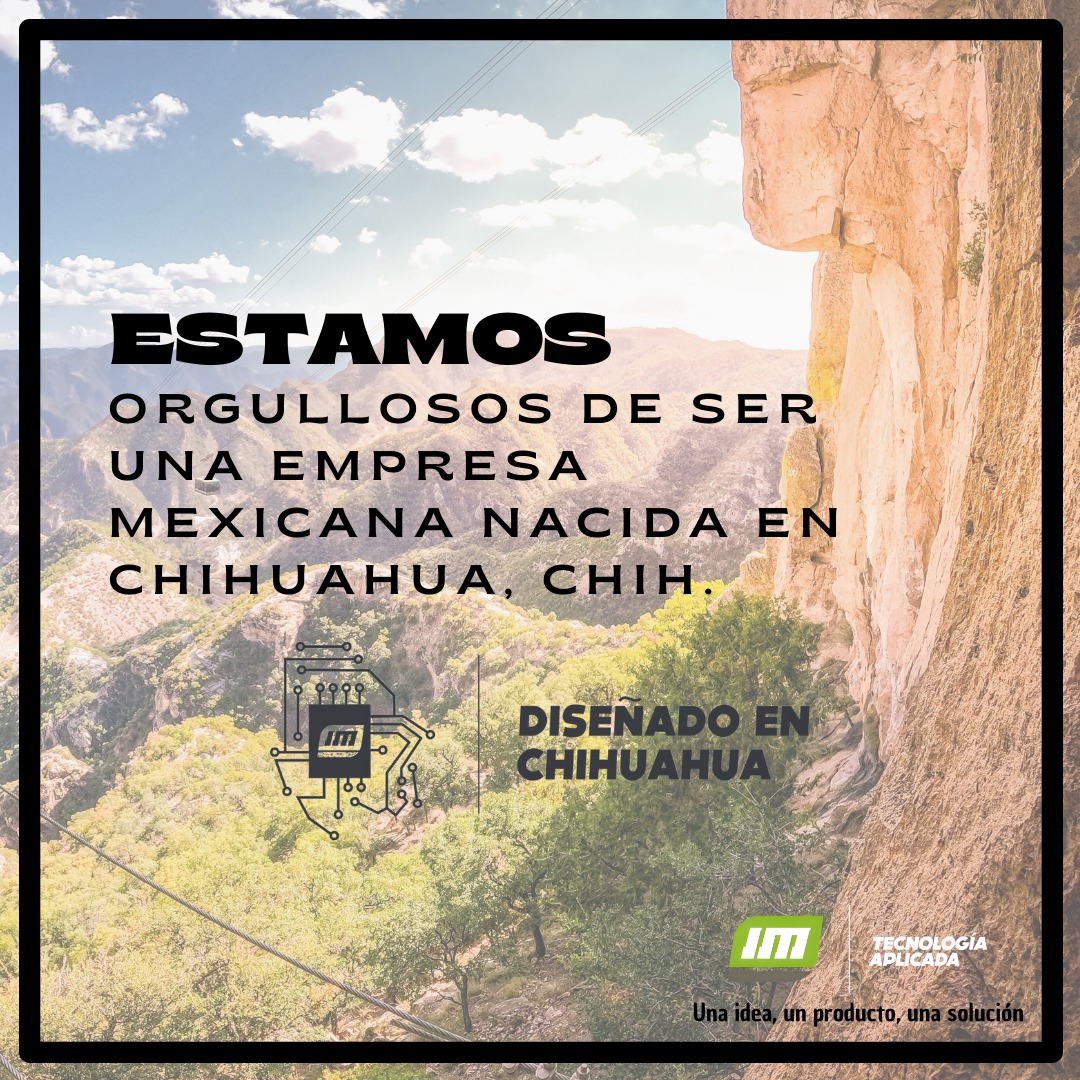 ESTAMOS
ORGULLOSOS DE SER
UNA EMPRESA
MEXICANA NACIDA EN
CHIHUAHUA, CHIH.
IM
DISEÑADO EN
CHIHUAHUA
IM
TECNOLOGÍA
APLICADA
Una idea, un producto, una solución